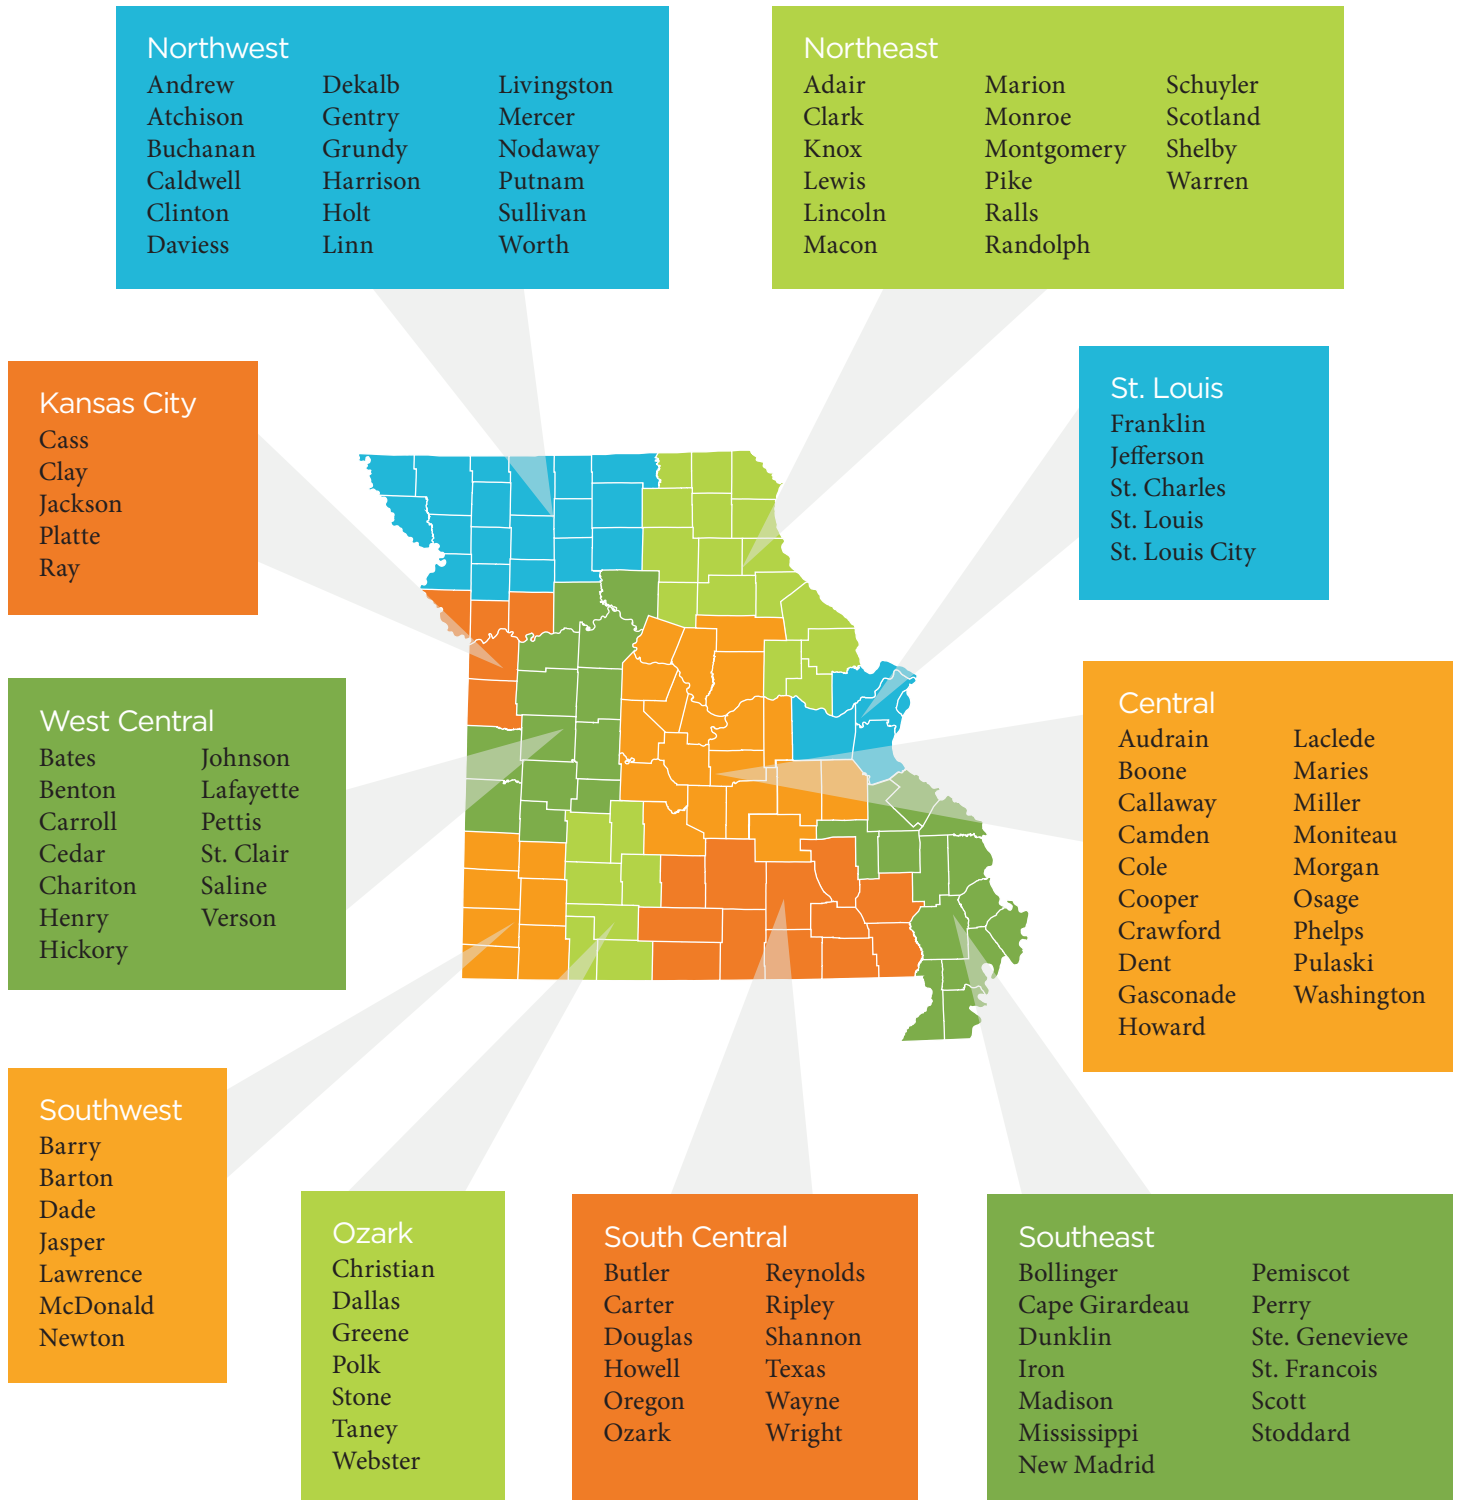 Northwest
Andrew
Atchison
Buchanan
Caldwell
Clinton
Daviess
Dekalb
Gentry
Grundy
Harrison
Holt
Linn
Livingston
Mercer
Nodaway
Putnam
Sullivan
Worth
Northeast
Adair
Clark
Knox
Lewis
Lincoln
Macon
Marion
Monroe
Montgomery
Pike
Ralls
Randolph
Schuyler
Scotland
Shelby
Warren
Kansas City
Cass
Clay
Jackson
Platte
Ray
St. Louis
Franklin
Jefferson
St. Charles
St. Louis
St. Louis City
West Central
Bates
Benton
Carroll
Cedar
Chariton
Henry
Hickory
Johnson
Lafayette
Pettis
St. Clair
Saline
Verson
Central
Audrain
Boone
Callaway
Camden
Cole
Cooper
Crawford
Dent
Gasconade
Howard
Laclede
Maries
Miller
Moniteau
Morgan
Osage
Phelps
Pulaski
Washington
Southwest
Barry
Barton
Dade
Jasper
Lawrence
McDonald
Newton
Ozark
Christian
Dallas
Greene
Polk
Stone
Taney
Webster
South Central
Butler
Carter
Douglas
Howell
Oregon
Ozark
Reynolds
Ripley
Shannon
Texas
Wayne
Wright
Southeast
Bollinger
Cape Girardeau
Dunklin
Iron
Madison
Mississippi
New Madrid
Pemiscot
Perry
Ste. Genevieve
St. Francois
Scott
Stoddard